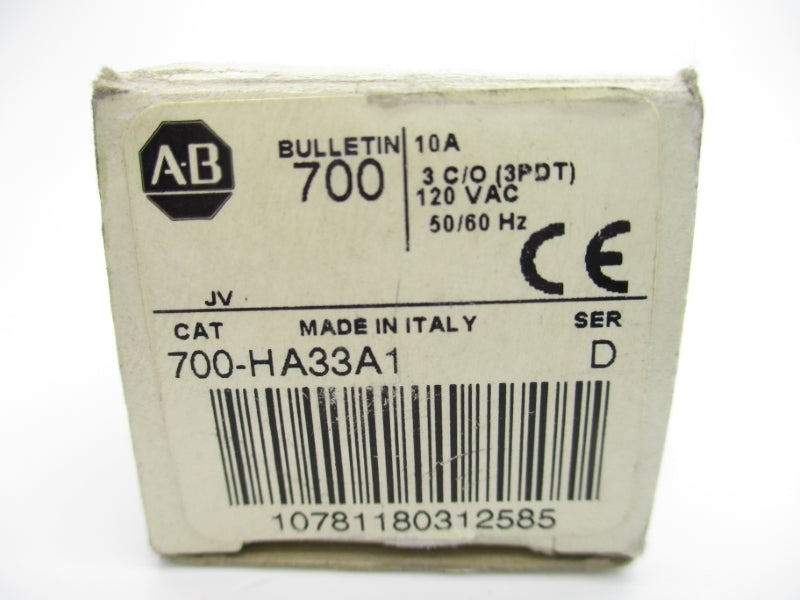 A-B
BULLETIN
700
10A
3 C/O (3PDT)
120 VAC
50/60 Hz
CE
JV
CAT MADE IN ITALY SER
700-HA33A1 D
10781180312585